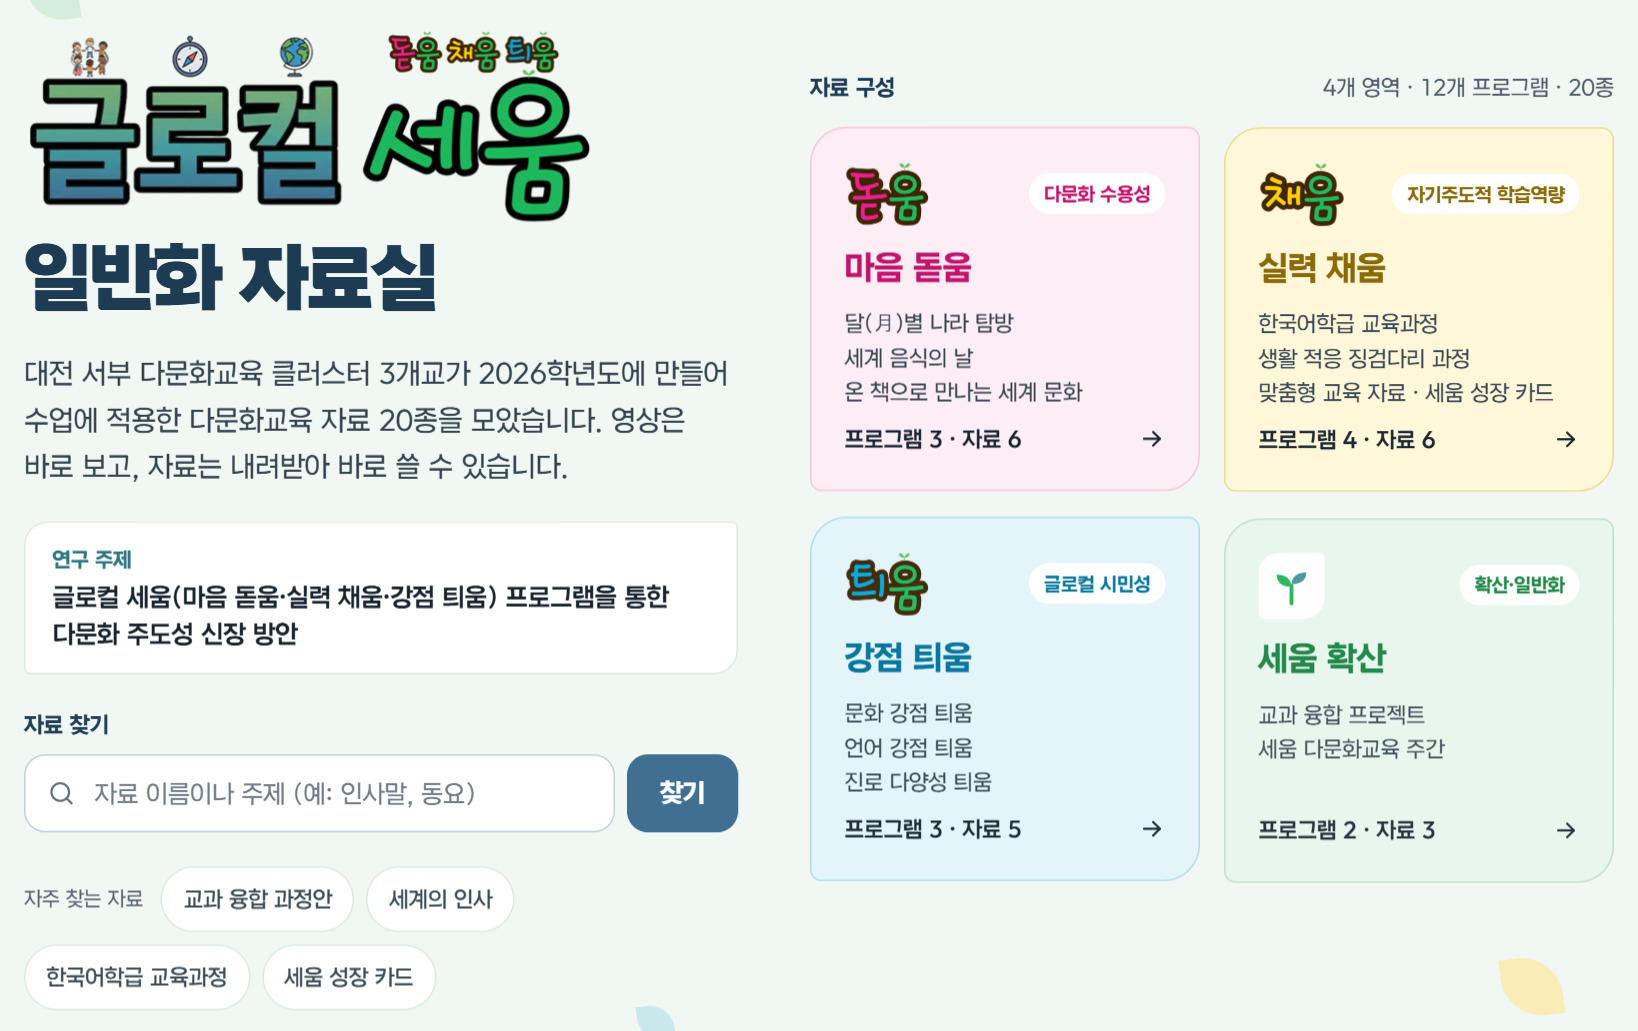 돋움 채움 틔움
글로컬 세움
일반화 자료실
대전 서부 다문화교육 클러스터 3개교가 2026학년도에 만들어
수업에 적용한 다문화교육 자료 20종을 모았습니다. 영상은
바로 보고, 자료는 내려받아 바로 쓸 수 있습니다.
연구 주제
글로컬 세움(마음 돋움·실력 채움·강점 틔움) 프로그램을 통한
다문화 주도성 신장 방안
자료 찾기
자료 이름이나 주제 (예: 인사말, 동요)
찾기
자주 찾는 자료
교과 융합 과정안
세계의 인사
한국어학급 교육과정
세움 성장 카드
자료 구성
4개 영역 · 12개 프로그램 · 20종
돋움
다문화 수용성
마음 돋움
달(月)별 나라 탐방
세계 음식의 날
온 책으로 만나는 세계 문화
프로그램 3 · 자료 6 →
채움
자기주도적 학습역량
실력 채움
한국어학급 교육과정
생활 적응 징검다리 과정
맞춤형 교육 자료 · 세움 성장 카드
프로그램 4 · 자료 6 →
틔움
글로컬 시민성
강점 틔움
문화 강점 틔움
언어 강점 틔움
진로 다양성 틔움
프로그램 3 · 자료 5 →
확산·일반화
세움 확산
교과 융합 프로젝트
세움 다문화교육 주간
프로그램 2 · 자료 3 →